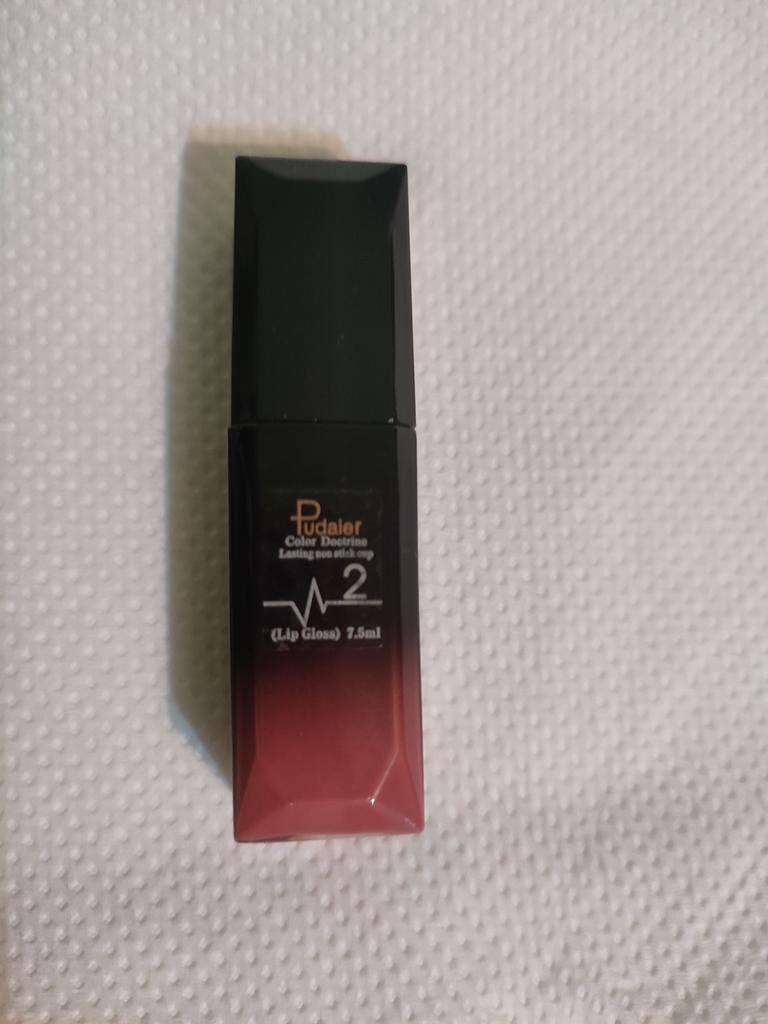 Pudaier
Color Doctrine
Lasting non stick cup
2
(Lip Gloss) 7.5ml